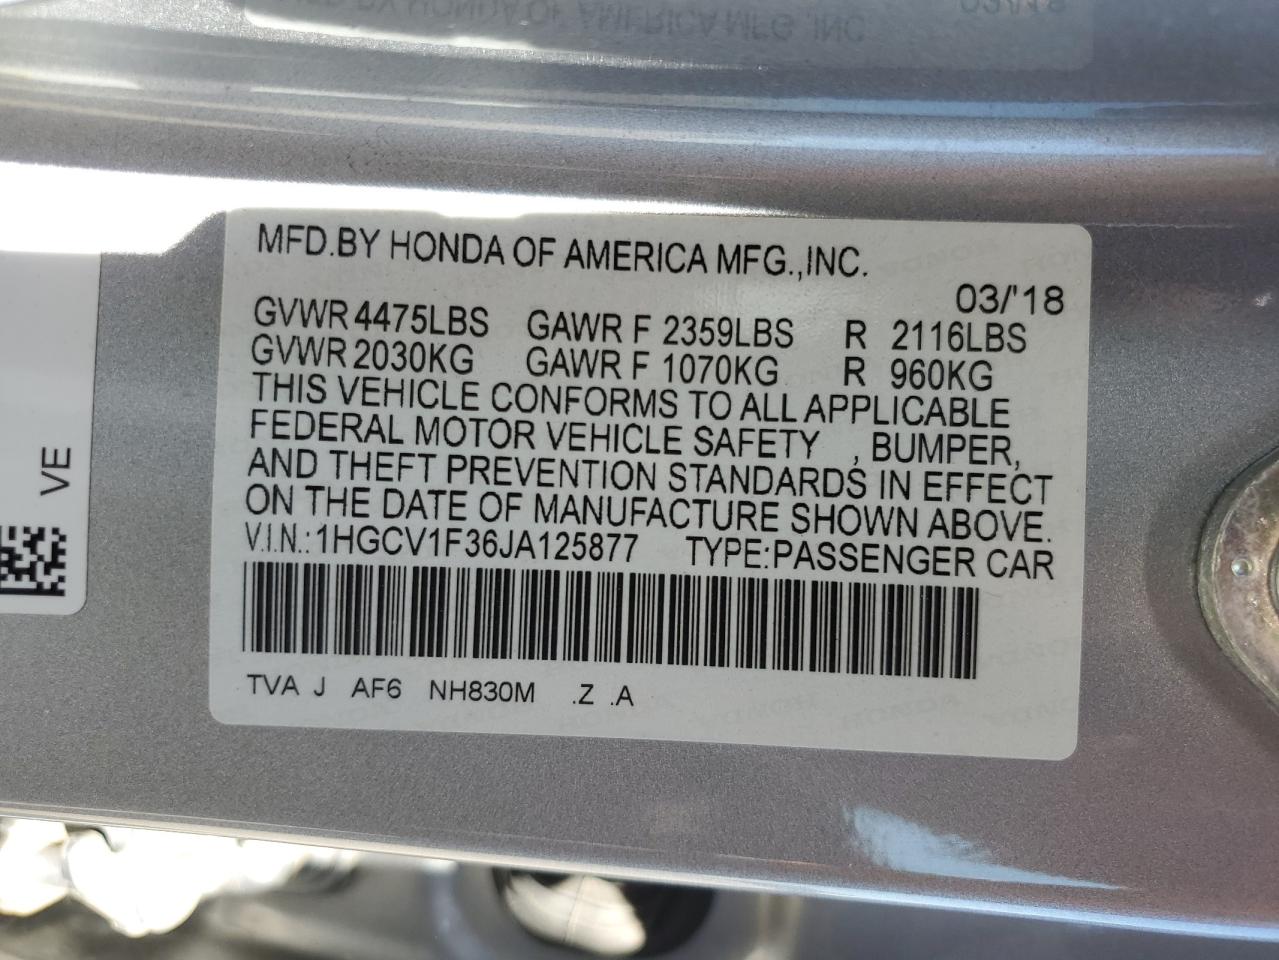 MFD.BY HONDA OF AMERICA MFG.,INC.
03/'18
GVWR 4475LBS GAWR F 2359LBS R 2116LBS
GVWR 2030KG GAWR F 1070KG R 960KG
THIS VEHICLE CONFORMS TO ALL APPLICABLE
FEDERAL MOTOR VEHICLE SAFETY , BUMPER,
AND THEFT PREVENTION STANDARDS IN EFFECT
ON THE DATE OF MANUFACTURE SHOWN ABOVE.
V.I.N.: 1HGCV1F36JA125877 TYPE:PASSENGER CAR
TVA J AF6 NH830M .Z .A
VE